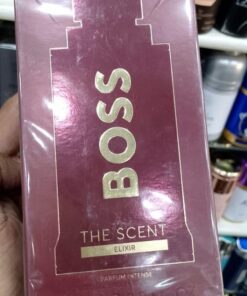 BOSS
THE SCENT
ELIXIR
PARFUM INTENSE